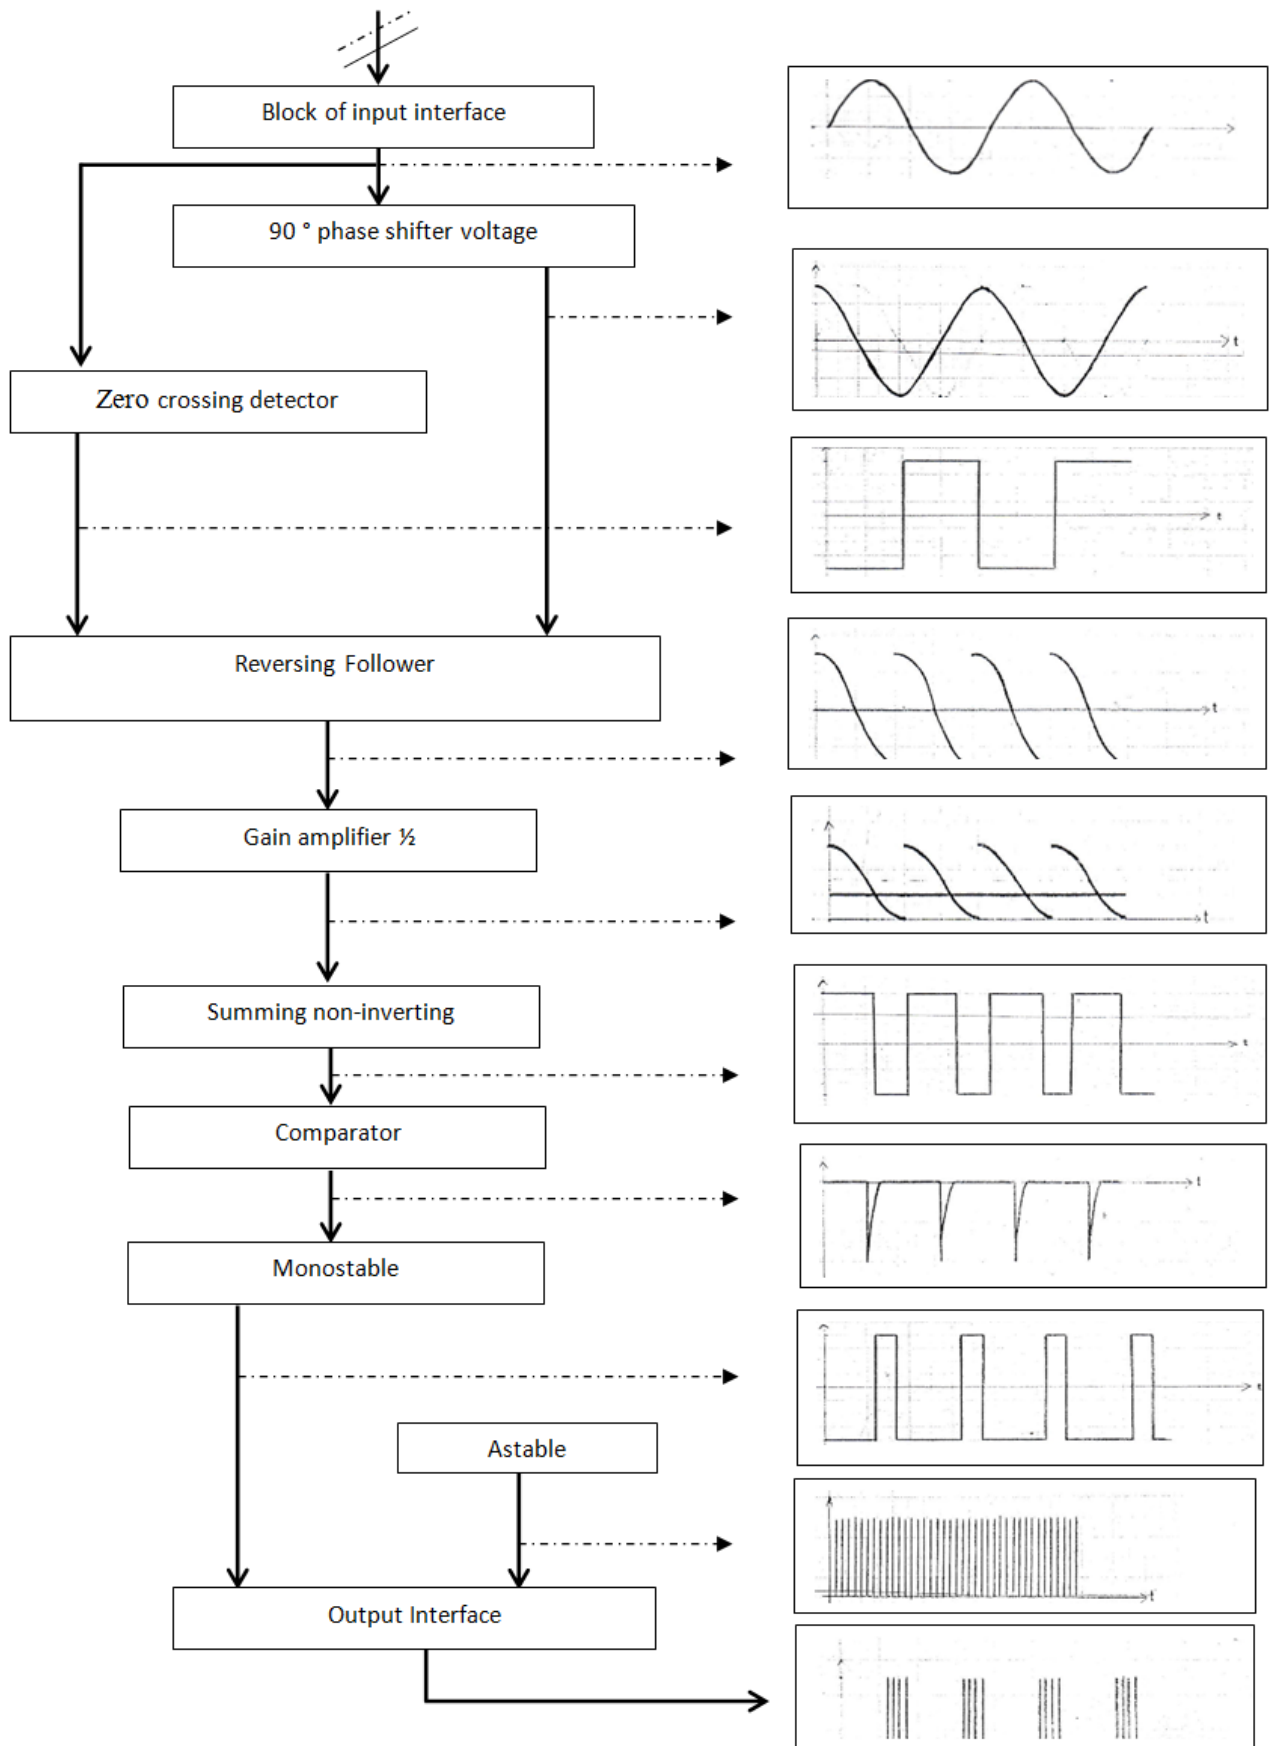 Block of input interface
90 ° phase shifter voltage
t
Zero crossing detector
t
Reversing Follower
t
Gain amplifier ½
t
Summing non-inverting
t
Comparator
t
Monostable
t
Astable
t
Output Interface